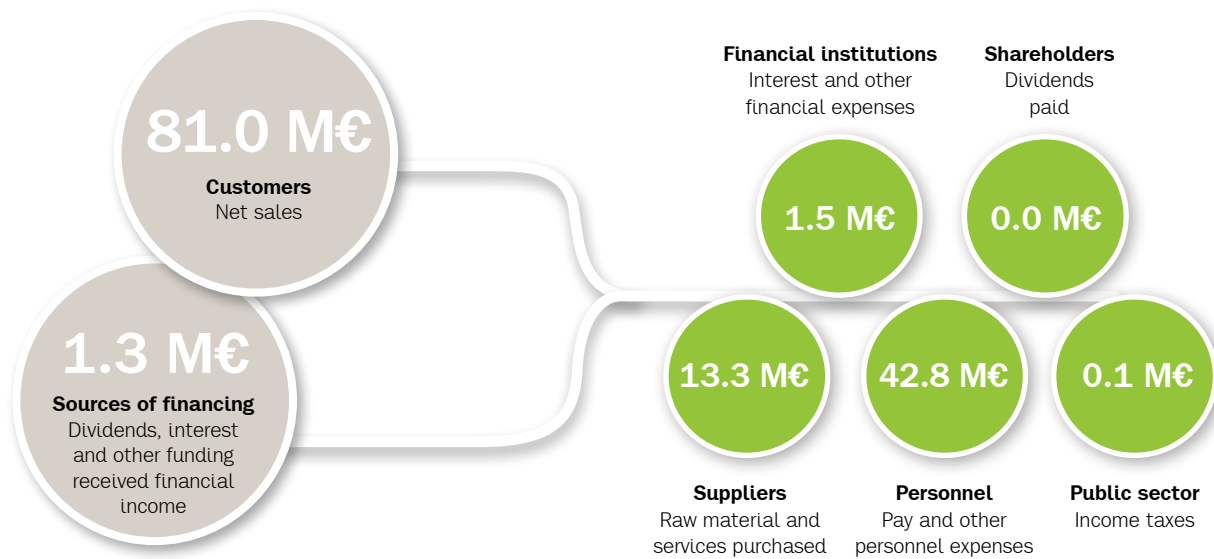 81.0 M€
Customers
Net sales
1.3 M€
Sources of financing
Dividends, interest
and other funding
received financial
income
Financial institutions
Interest and other
financial expenses
1.5 M€
Shareholders
Dividends
paid
0.0 M€
13.3 M€
Suppliers
Raw material and
services purchased
42.8 M€
Personnel
Pay and other
personnel expenses
0.1 M€
Public sector
Income taxes